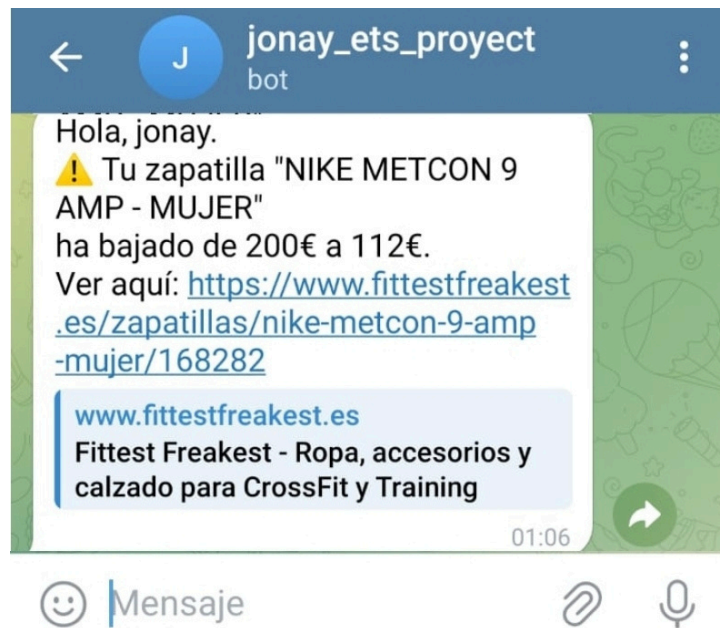 jonay_ets_proyect
J
bot
Hola, jonay.
⚠️ Tu zapatilla "NIKE METCON 9
AMP - MUJER"
ha bajado de 200€ a 112€.
Ver aquí: https://www.fittestfreakest
.es/zapatillas/nike-metcon-9-amp
-mujer/168282
www.fittestfreakest.es
Fittest Freakest - Ropa, accesorios y
calzado para CrossFit y Training
01:06
Mensaje